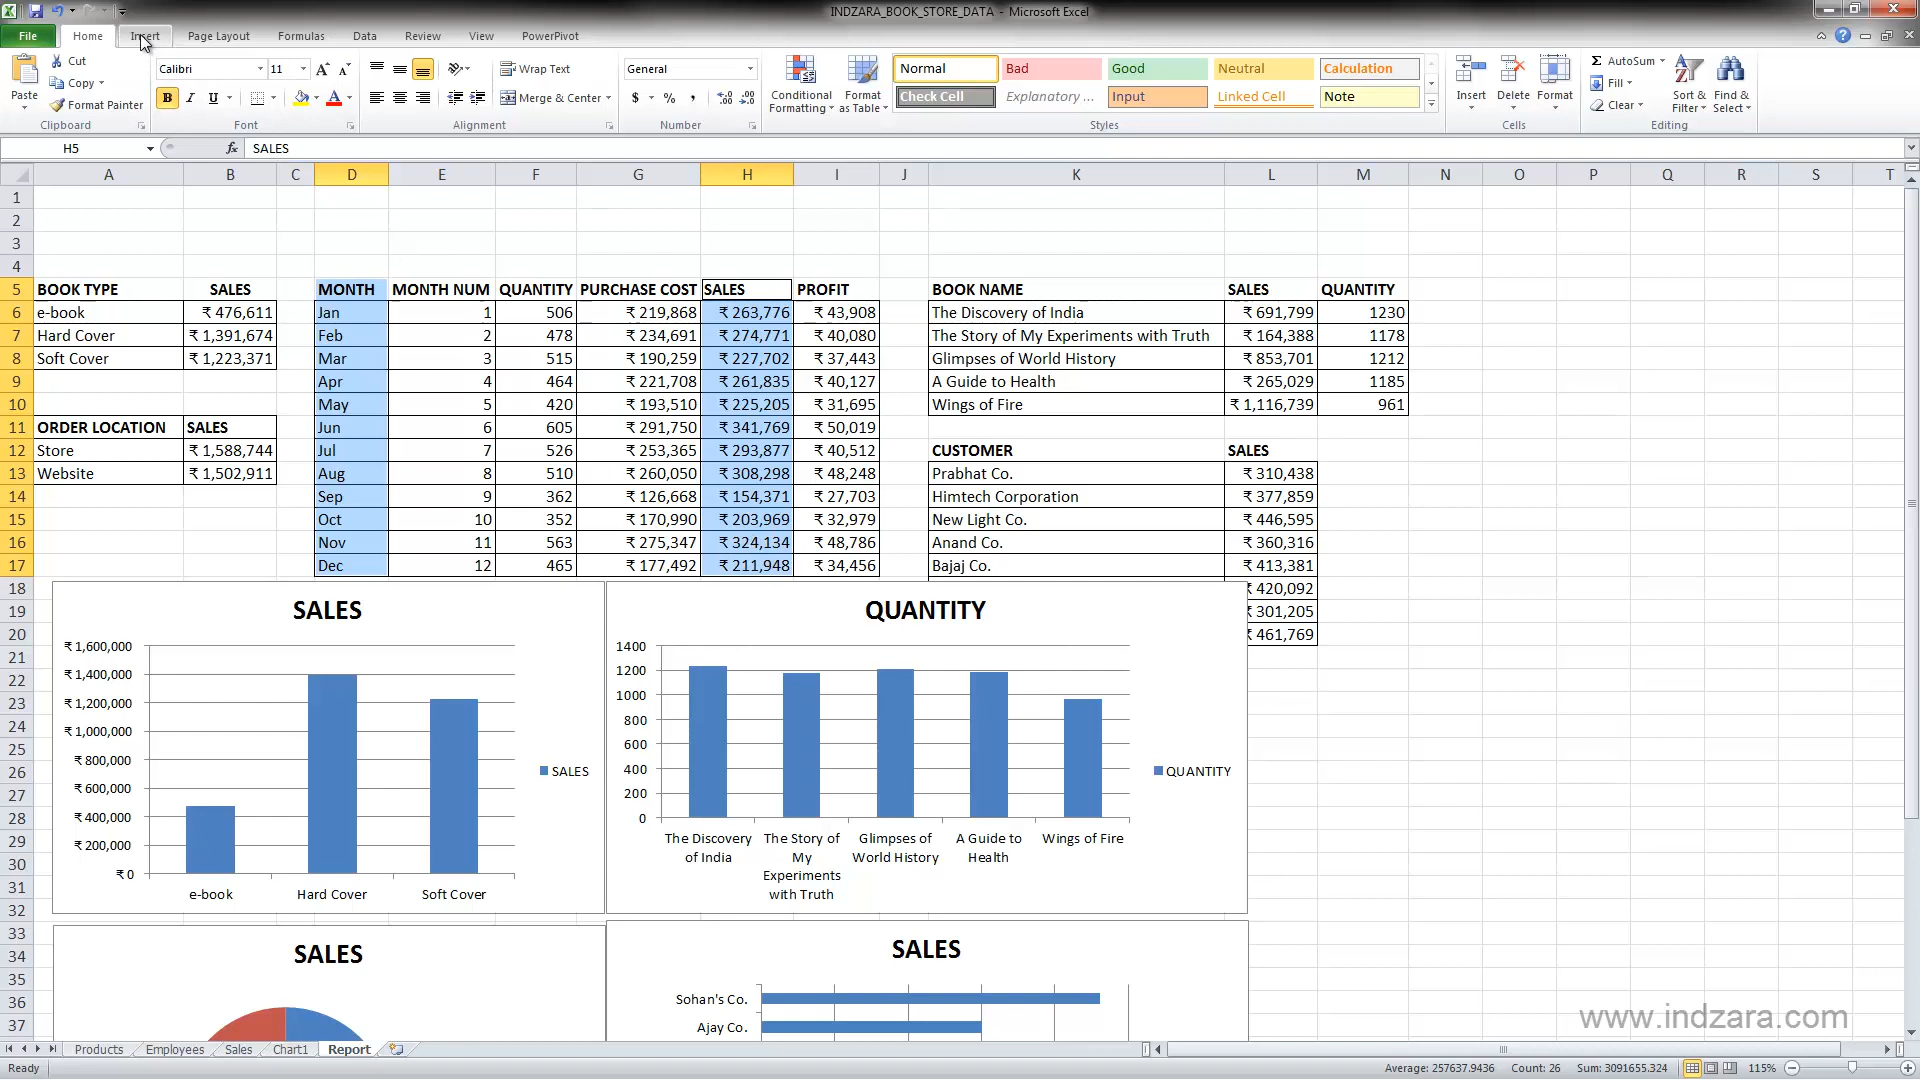 INDZARA_BOOK_STORE_DATA - Microsoft Excel
File Home Insert Page Layout Formulas Data Review View PowerPivot
Paste Cut Copy Format Painter Clipboard
Calibri 11 B I U A A A Font
Wrap Text Merge & Center Alignment
General $ % , Number
Conditional Formatting Format as Table
Normal Bad Good Neutral Calculation
Check Cell Explanatory ... Input Linked Cell Note
Styles
Insert Delete Format Cells
Σ AutoSum Fill Clear Sort & Filter Find & Select Editing
H5 fx SALES
A B C D E F G H I J K L M N O P Q R S T
1
2
3
4
5 BOOK TYPE SALES MONTH MONTH NUM QUANTITY PURCHASE COST SALES PROFIT BOOK NAME SALES QUANTITY
6 e-book ₹ 476,611 Jan 1 506 ₹ 219,868 ₹ 263,776 ₹ 43,908 The Discovery of India ₹ 691,799 1230
7 Hard Cover ₹ 1,391,674 Feb 2 478 ₹ 234,691 ₹ 274,771 ₹ 40,080 The Story of My Experiments with Truth ₹ 164,388 1178
8 Soft Cover ₹ 1,223,371 Mar 3 515 ₹ 190,259 ₹ 227,702 ₹ 37,443 Glimpses of World History ₹ 853,701 1212
9 Apr 4 464 ₹ 221,708 ₹ 261,835 ₹ 40,127 A Guide to Health ₹ 265,029 1185
10 May 5 420 ₹ 193,510 ₹ 225,205 ₹ 31,695 Wings of Fire ₹ 1,116,739 961
11 ORDER LOCATION SALES Jun 6 605 ₹ 291,750 ₹ 341,769 ₹ 50,019
12 Store ₹ 1,588,744 Jul 7 526 ₹ 253,365 ₹ 293,877 ₹ 40,512 CUSTOMER SALES
13 Website ₹ 1,502,911 Aug 8 510 ₹ 260,050 ₹ 308,298 ₹ 48,248 Prabhat Co. ₹ 310,438
14 Sep 9 362 ₹ 126,668 ₹ 154,371 ₹ 27,703 Himtech Corporation ₹ 377,859
15 Oct 10 352 ₹ 170,990 ₹ 203,969 ₹ 32,979 New Light Co. ₹ 446,595
16 Nov 11 563 ₹ 275,347 ₹ 324,134 ₹ 48,786 Anand Co. ₹ 360,316
17 Dec 12 465 ₹ 177,492 ₹ 211,948 ₹ 34,456 Bajaj Co. ₹ 413,381
18 ₹ 420,092
19 ₹ 301,205
20 ₹ 461,769
21
22
23
24
25
26
27
28
29
30
31
32
33
34
35
36
37
SALES
₹ 1,600,000
₹ 1,400,000
₹ 1,200,000
₹ 1,000,000
₹ 800,000
₹ 600,000
₹ 400,000
₹ 200,000
₹ 0
e-book Hard Cover Soft Cover
SALES
QUANTITY
1400
1200
1000
800
600
400
200
0
The Discovery of India
The Story of My Experiments with Truth
Glimpses of World History
A Guide to Health
Wings of Fire
QUANTITY
SALES
SALES
Sohan's Co.
Ajay Co.
www.indzara.com
Products Employees Sales Chart1 Report
Ready Average: 257637.9436 Count: 26 Sum: 3091655.324 115%